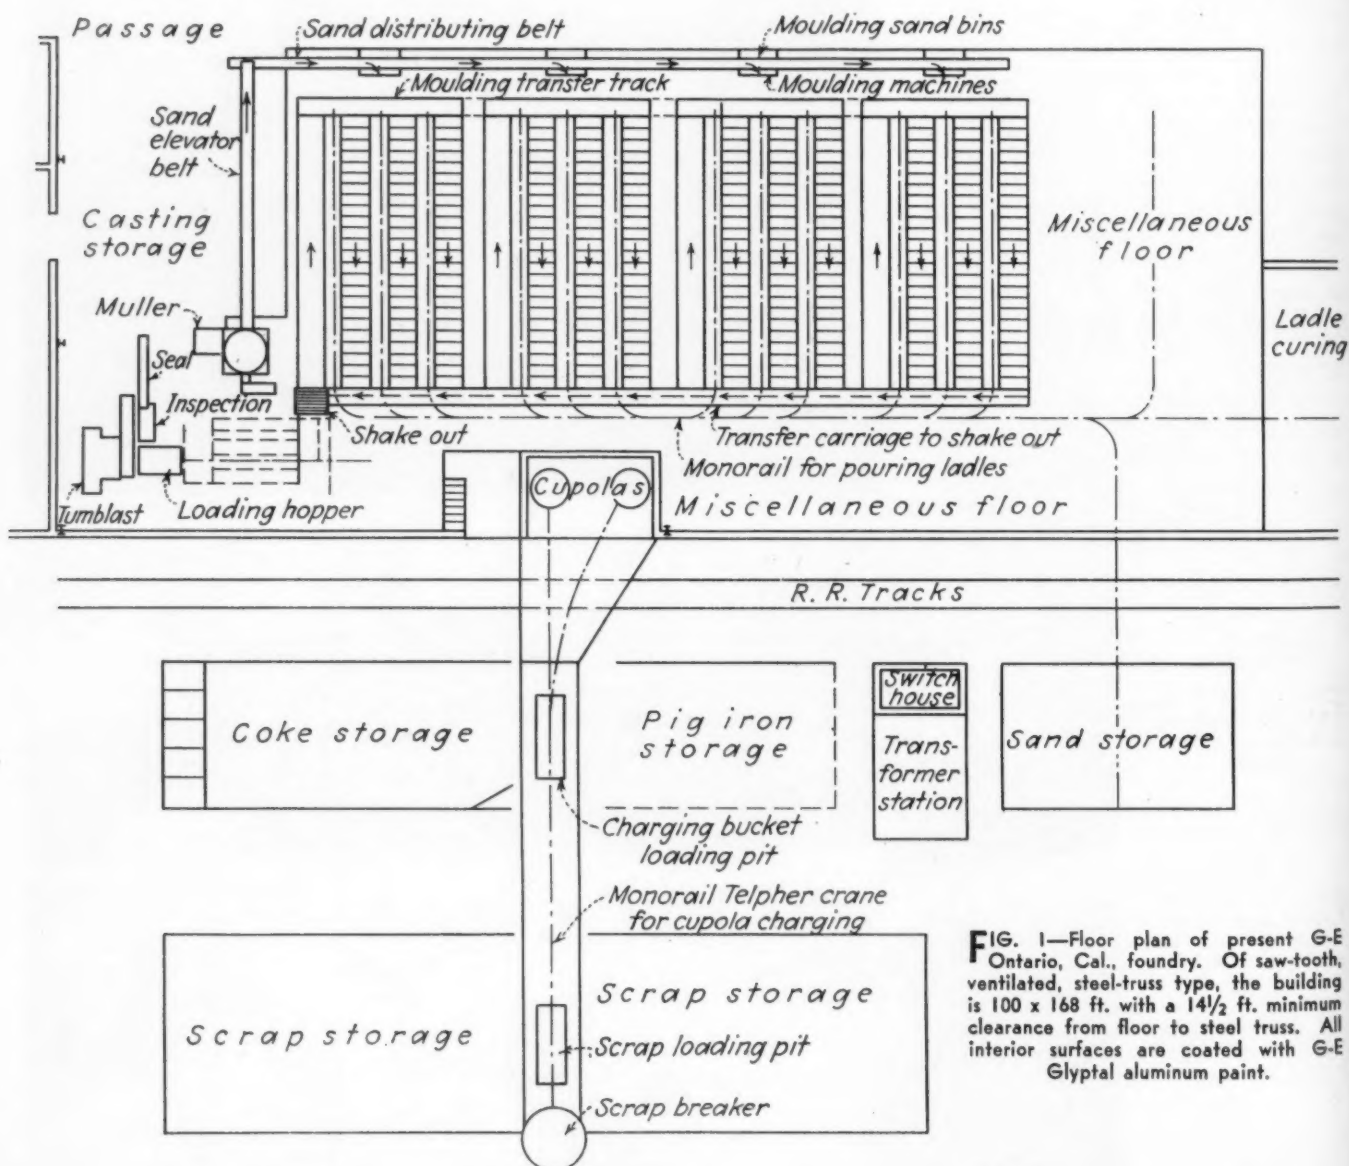 Passage
Sand distributing belt
Moulding sand bins
Moulding transfer track
Moulding machines
Sand
elevator
belt
Casting
storage
Miscellaneous
floor
Muller
Ladle
curing
Seal
Inspection
Shake out
Transfer carriage to shake out
Monorail for pouring ladles
Cupolas
Miscellaneous floor
Tumblast
Loading hopper
R.R. Tracks
Coke storage
Pig iron
storage
Switch
house
Trans-
former
station
Sand storage
Charging bucket
loading pit
Monorail Telpher crane
for cupola charging
Scrap storage
Scrap storage
Scrap loading pit
Scrap breaker
FIG. 1—Floor plan of present G-E
Ontario, Cal., foundry. Of saw-tooth,
ventilated, steel-truss type, the building
is 100 x 168 ft. with a 14½ ft. minimum
clearance from floor to steel truss. All
interior surfaces are coated with G-E
Glyptal aluminum paint.